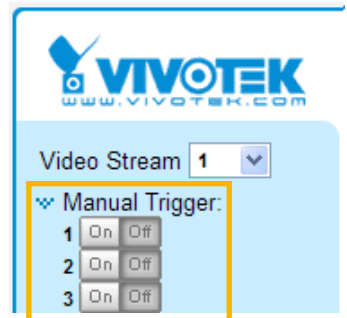 VIVOTEK
www.vivotek.com
Video Stream 1
Manual Trigger:
1 On Off
2 On Off
3 On Off